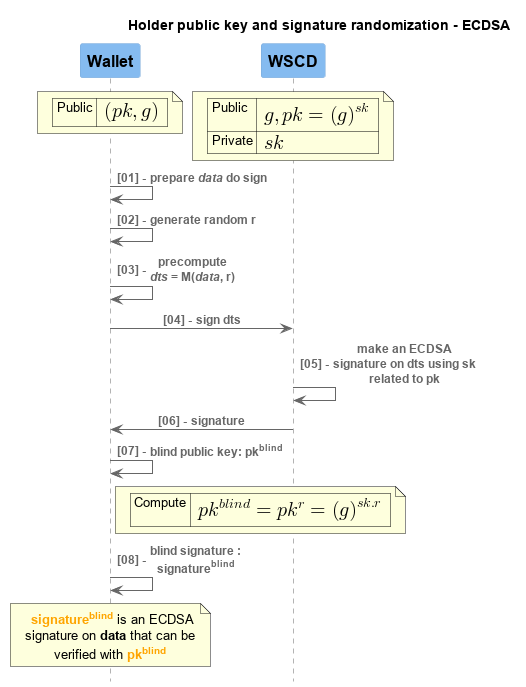 Holder public key and signature randomization - ECDSA
Wallet
WSCD
Public (pk, g)
Public g, pk = (g)^sk
Private sk
[01] - prepare data do sign
[02] - generate random r
[03] - precompute
dts = M(data, r)
[04] - sign dts
make an ECDSA
[05] - signature on dts using sk
related to pk
[06] - signature
[07] - blind public key: pk^blind
Compute pk^blind = pk^r = (g)^sk.r
[08] - blind signature :
signature^blind
signature^blind is an ECDSA
signature on data that can be
verified with pk^blind